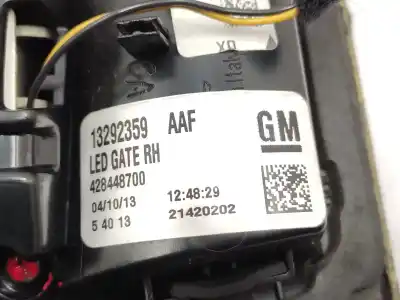 13292359 AAF
GM
LED GATE RH
428448700
04/10/13 12:48:29
5 40 13 21420202